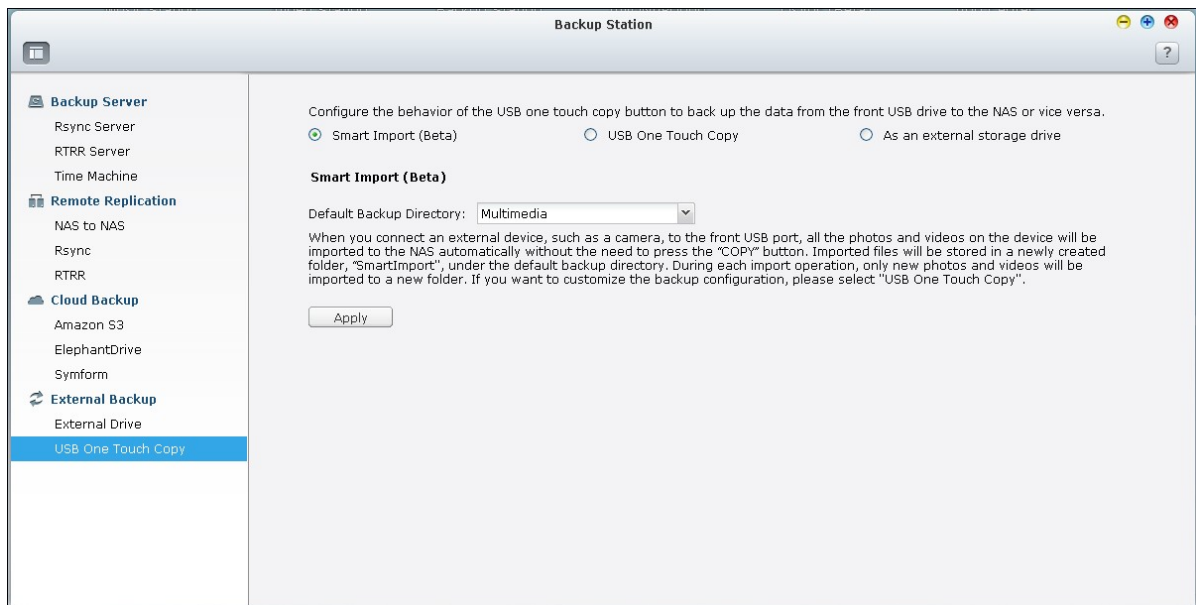 Backup Station
?
Backup Server
Rsync Server
RTRR Server
Time Machine
Remote Replication
NAS to NAS
Rsync
RTRR
Cloud Backup
Amazon S3
ElephantDrive
Symform
External Backup
External Drive
USB One Touch Copy
Configure the behavior of the USB one touch copy button to back up the data from the front USB drive to the NAS or vice versa.
Smart Import (Beta) USB One Touch Copy As an external storage drive
Smart Import (Beta)
Default Backup Directory: Multimedia
When you connect an external device, such as a camera, to the front USB port, all the photos and videos on the device will be
imported to the NAS automatically without the need to press the “COPY” button. Imported files will be stored in a newly created
folder, “SmartImport", under the default backup directory. During each import operation, only new photos and videos will be
imported to a new folder. If you want to customize the backup configuration, please select "USB One Touch Copy".
Apply